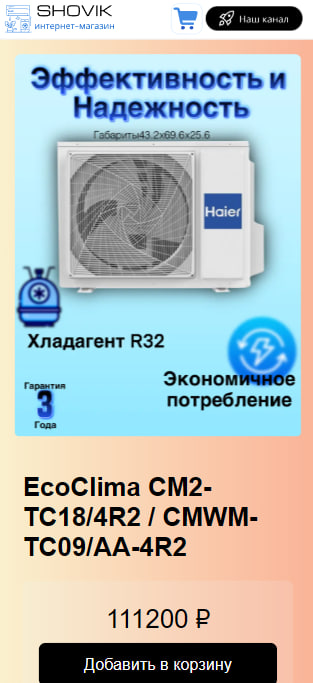 SHOVIK
интернет-магазин
Наш канал
Эффективность и
Надежность
Габариты43.2x69.6x25.6
Haier
Хладагент R32
Гарантия
3
Года
Экономичное
потребление
EcoClima CM2-
TC18/4R2 / CMWM-
TC09/AA-4R2
111200 ₽
Добавить в корзину